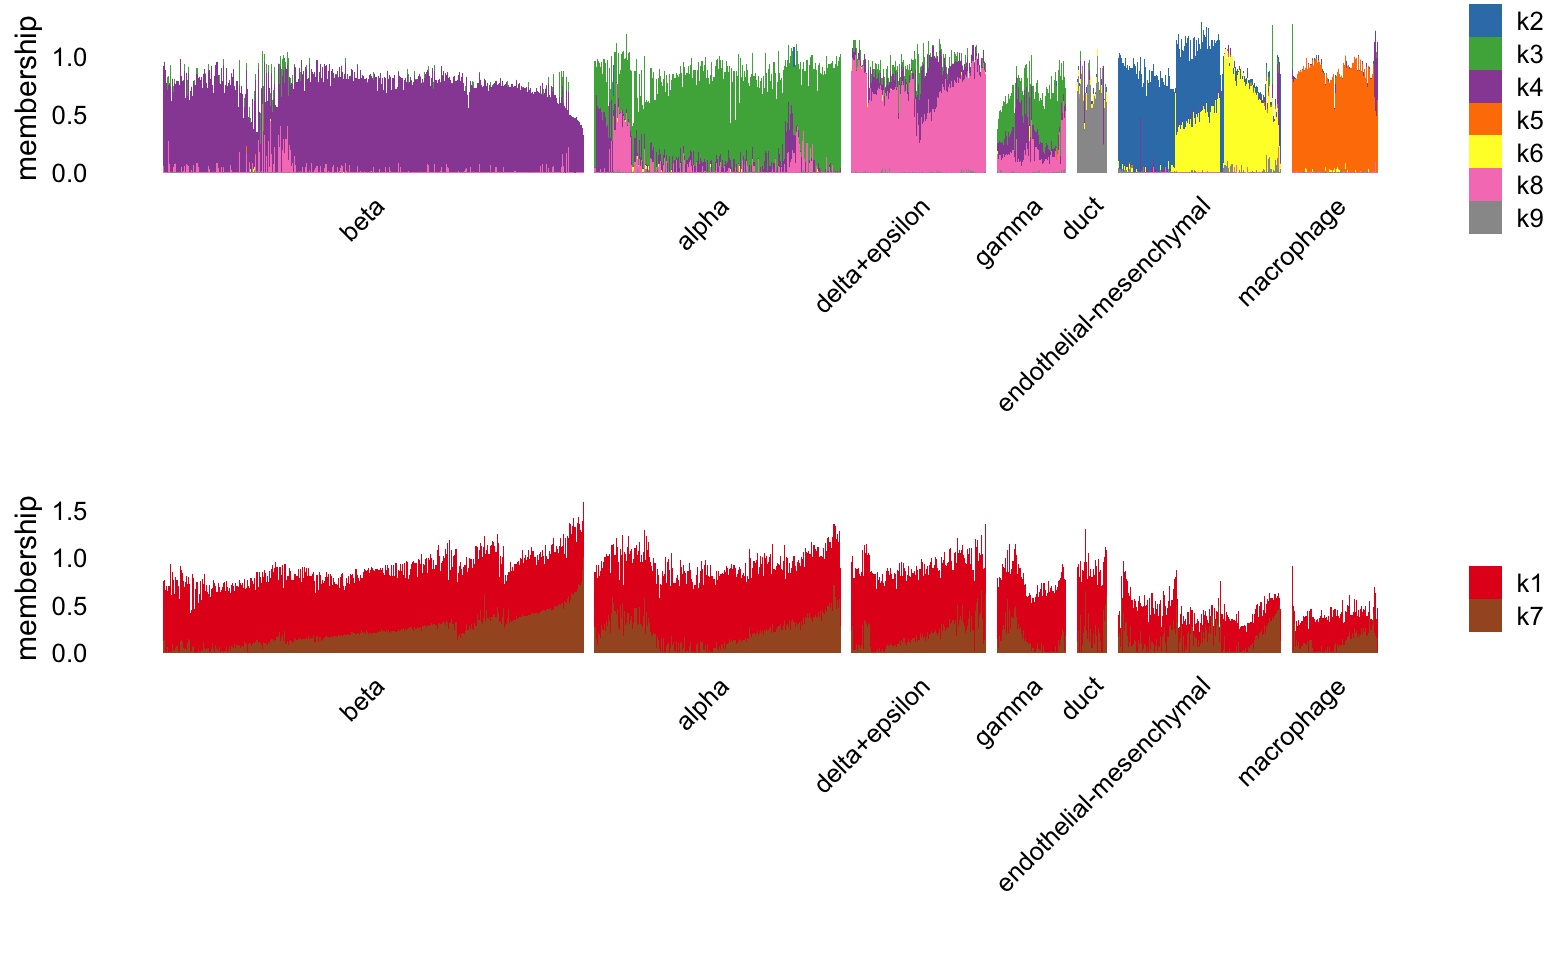 membership
1.0
0.5
0.0
beta
alpha
delta+epsilon
gamma
duct
endothelial-mesenchymal
macrophage
k2
k3
k4
k5
k6
k8
k9
membership
1.5
1.0
0.5
0.0
beta
alpha
delta+epsilon
gamma
duct
endothelial-mesenchymal
macrophage
k1
k7